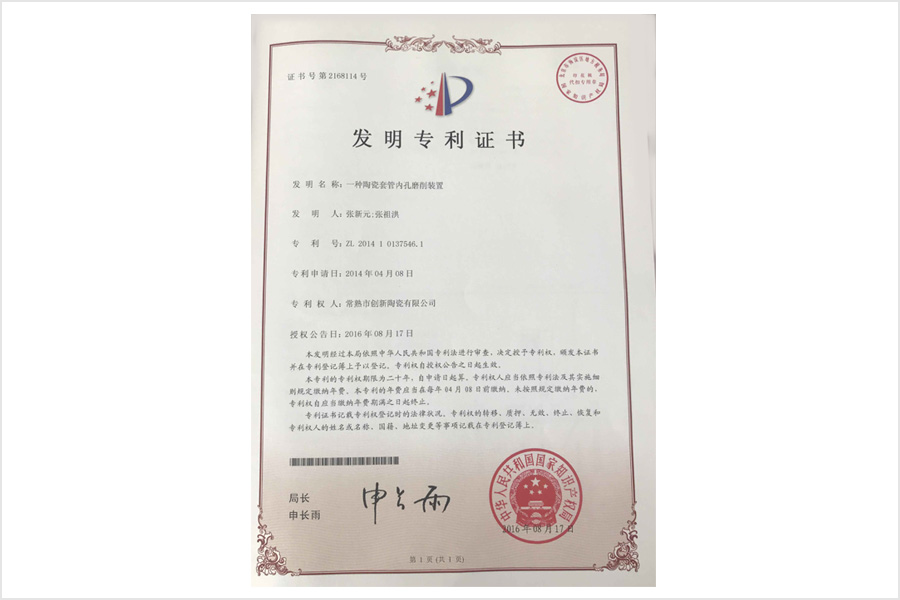 证书号第2168114号
发明专利证书
发明名称：一种陶瓷套管内孔磨削装置
发明人：张新元;张祖洪
专利号：ZL 2014 1 0137546.1
专利申请日：2014年04月08日
专利权人：常熟市创新陶瓷有限公司
授权公告日：2016年08月17日
本发明经过本局依照中华人民共和国专利法进行审查，决定授予专利权，颁发本证书
并在专利登记簿上予以登记。专利权自授权公告之日起生效。
本专利的专利权期限为二十年，自申请日起算。专利权人应当依照专利法及其实施细
则规定缴纳年费。本专利的年费应当在每年04月08日前缴纳。未按照规定缴纳年费的，
专利权自应当缴纳年费期满之日起终止。
专利证书记载专利权登记时的法律状况。专利权的转移、质押、无效、终止、恢复和
专利权人的姓名或名称、国籍、地址变更等事项记载在专利登记簿上。
局长
申长雨
申长雨
中华人民共和国国家知识产权局
2016年08月17日
第1页(共1页)